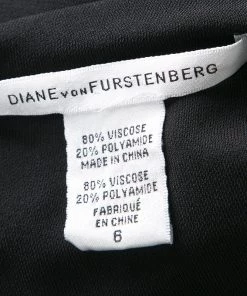 DIANE VON FURSTENBERG
80% VISCOSE
20% POLYAMIDE
MADE IN CHINA
80% VISCOSE
20% POLYAMIDE
FABRIQUÉ
EN CHINE
6